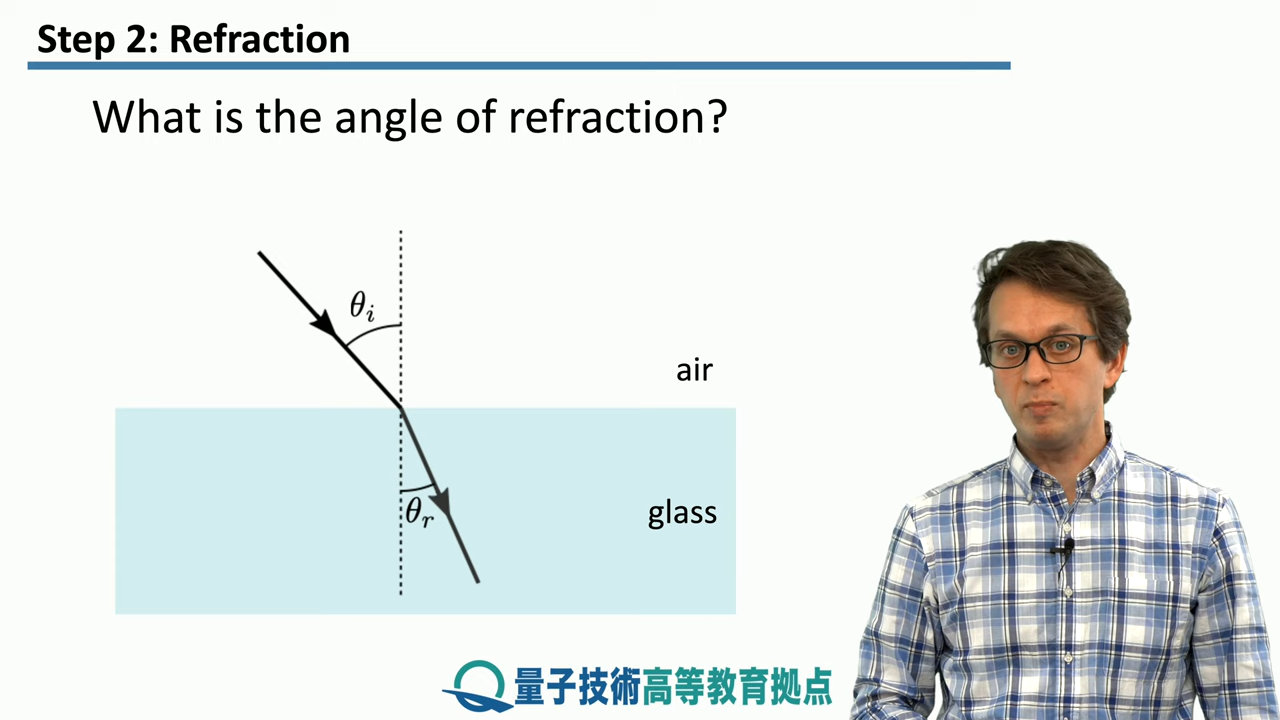 Step 2: Refraction
What is the angle of refraction?
θi
air
θr
glass
量子技術高等教育拠点